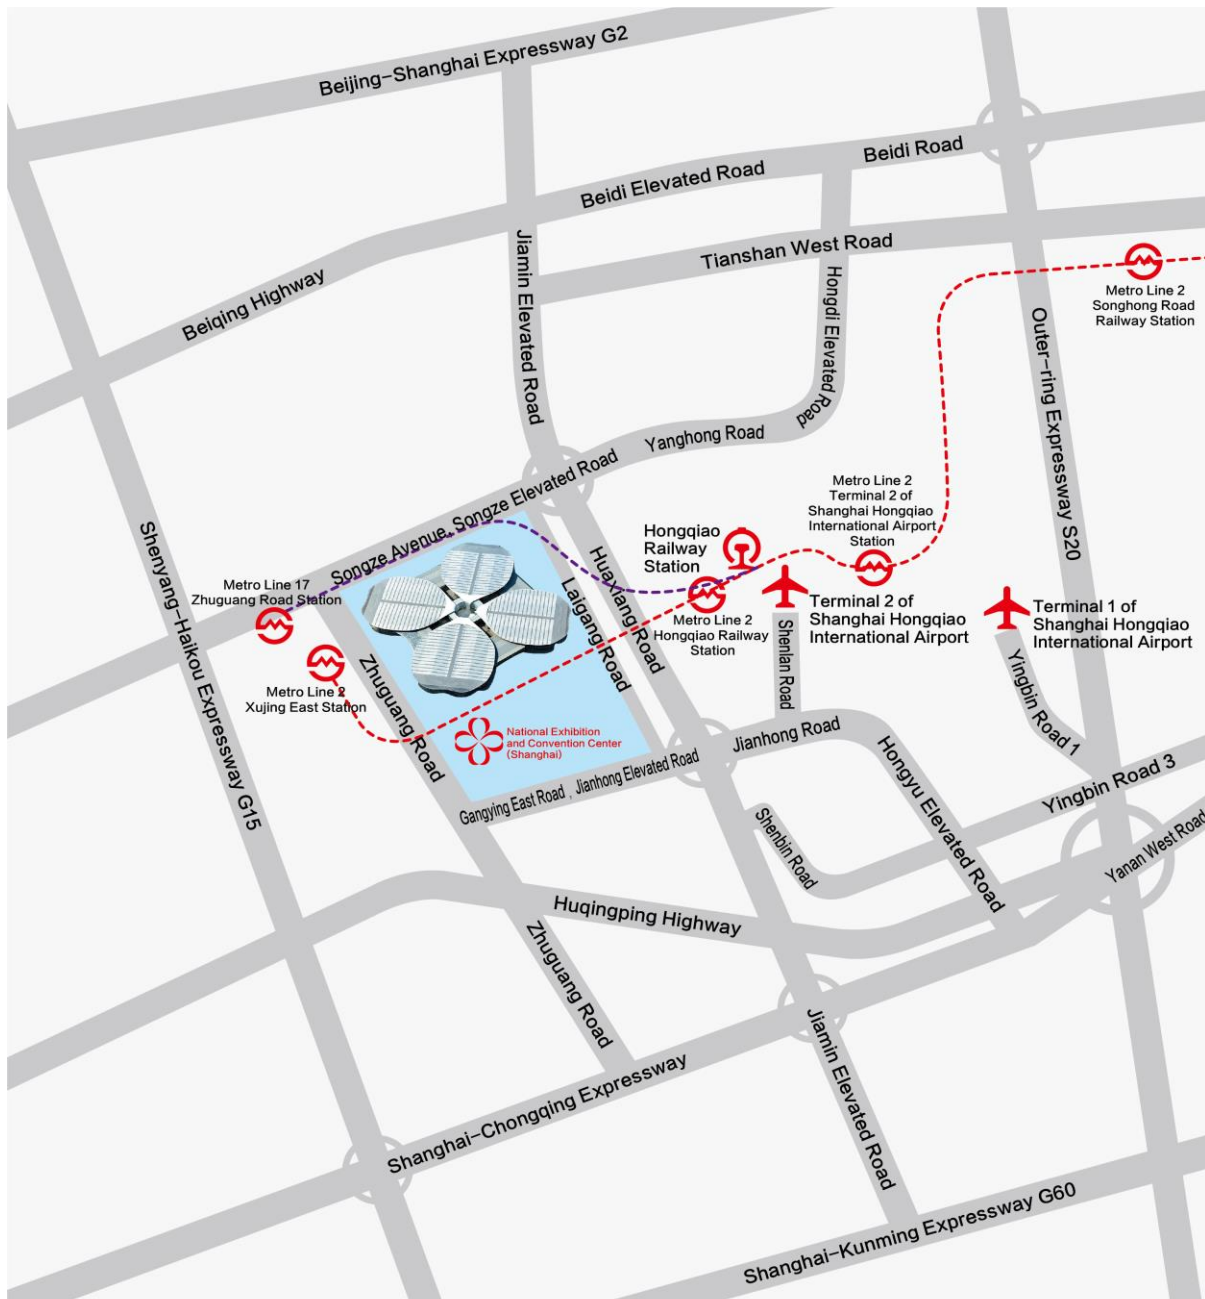 Beijing-Shanghai Expressway G2
Beidi Road
Beidi Elevated Road
Tianshan West Road
Beiqing Highway
Jiamin Elevated Road
Hongdi Elevated Road
Metro Line 2
Songhong Road
Railway Station
Outer-ring Expressway S20
Yanghong Road
Songze Avenue, Songze Elevated Road
Metro Line 2
Terminal 2 of
Shanghai Hongqiao
International Airport
Station
Hongqiao
Railway
Station
Shenyang-Haikou Expressway G15
Metro Line 17
Zhuguang Road Station
Huaxiang Road
Laigang Road
Metro Line 2
Hongqiao Railway
Station
Terminal 2 of
Shanghai Hongqiao
International Airport
Terminal 1 of
Shanghai Hongqiao
International Airport
Metro Line 2
Xujing East Station
Zhuguang Road
Shenlan Road
Yingbin Road 1
National Exhibition
and Convention Center
(Shanghai)
Jianhong Road
Gangying East Road , Jianhong Elevated Road
Hongyu Elevated Road
Yingbin Road 3
Shenbin Road
Yanan West Road
Huqingping Highway
Zhuguang Road
Jiamin Elevated Road
Shanghai-Chongqing Expressway
Shanghai-Kunming Expressway G60